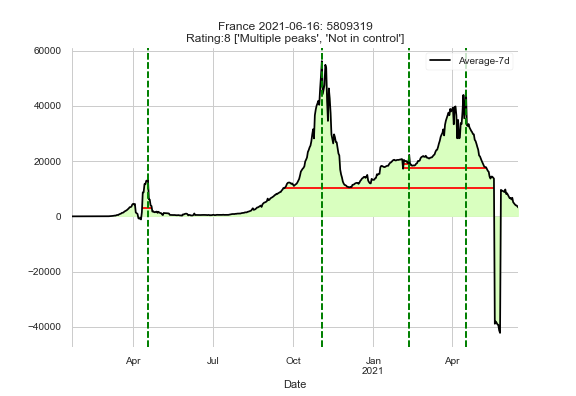 France 2021-06-16: 5809319
Rating:8 ['Multiple peaks', 'Not in control']
Average-7d
60000
40000
20000
0
−20000
−40000
Apr
Jul
Oct
Jan
2021
Apr
Date